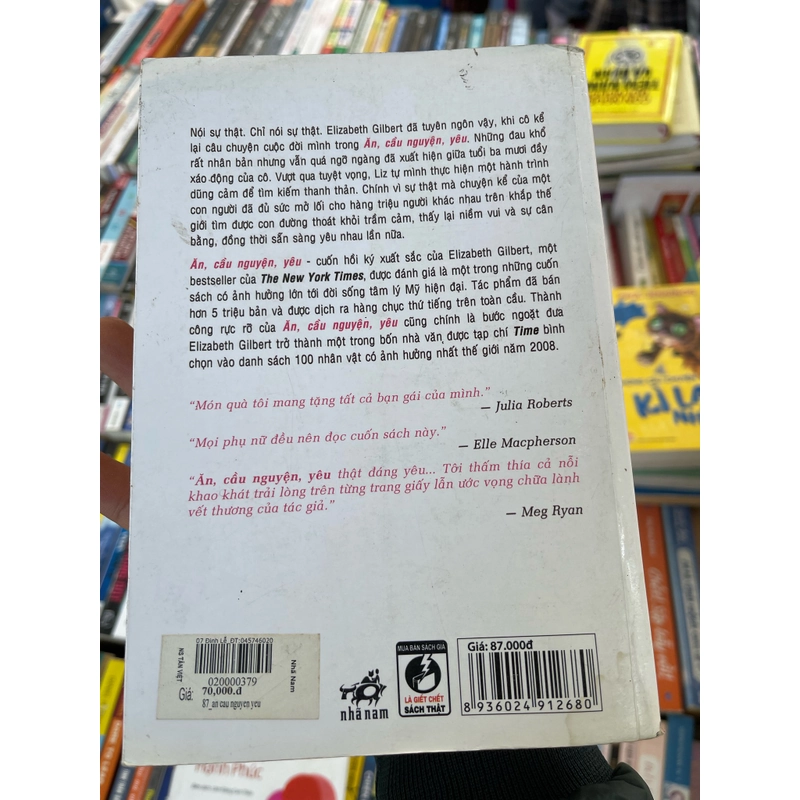 Nói sự thật. Chỉ nói sự thật. Elizabeth Gilbert đã tuyên ngôn vậy, khi cô kể
lại câu chuyện cuộc đời mình trong Ăn, cầu nguyện, yêu. Những đau khổ
rất nhân bản nhưng vẫn quá ngỡ ngàng đã xuất hiện giữa tuổi ba mươi đầy
xáo động của cô. Vượt qua tuyệt vọng, Liz tự mình thực hiện một hành trình
dũng cảm để tìm kiếm thanh thản. Chính vì sự thật mà chuyện kể của một
con người đã đủ sức mở lối cho hàng triệu người khác nhau trên khắp thế
giới tìm được con đường thoát khỏi trầm cảm, thấy lại niềm vui và sự cân
bằng, đồng thời sẵn sàng yêu nhau lần nữa.
Ăn, cầu nguyện, yêu - cuốn hồi ký xuất sắc của Elizabeth Gilbert, một
bestseller của The New York Times, được đánh giá là một trong những cuốn
sách có ảnh hưởng lớn tới đời sống tâm lý Mỹ hiện đại. Tác phẩm đã bán
hơn 5 triệu bản và được dịch ra hàng chục thứ tiếng trên toàn cầu. Thành
công rực rỡ của Ăn, cầu nguyện, yêu cũng chính là bước ngoặt đưa
Elizabeth Gilbert trở thành một trong bốn nhà văn được tạp chí Time bình
chọn vào danh sách 100 nhân vật có ảnh hưởng nhất thế giới năm 2008.
“Món quà tôi mang tặng tất cả bạn gái của mình.”
— Julia Roberts
“Mọi phụ nữ đều nên đọc cuốn sách này.”
— Elle Macpherson
“Ăn, cầu nguyện, yêu thật đáng yêu... Tôi thấm thía cả nỗi
khao khát trải lòng trên từng trang giấy lẫn ước vọng chữa lành
vết thương của tác giả.”
— Meg Ryan
07 Đinh Lễ, ĐT:045746020
NS TÂN VIỆT
Nhã Nam
020000379
Giá: 70,000.đ
87 an cau nguyen yeu
nhã nam
MUA BÁN SÁCH GIẢ
LÀ GIẾT CHẾT
SÁCH THẬT
Giá: 87.000đ
8 936024 912680
Hạnh Phúc